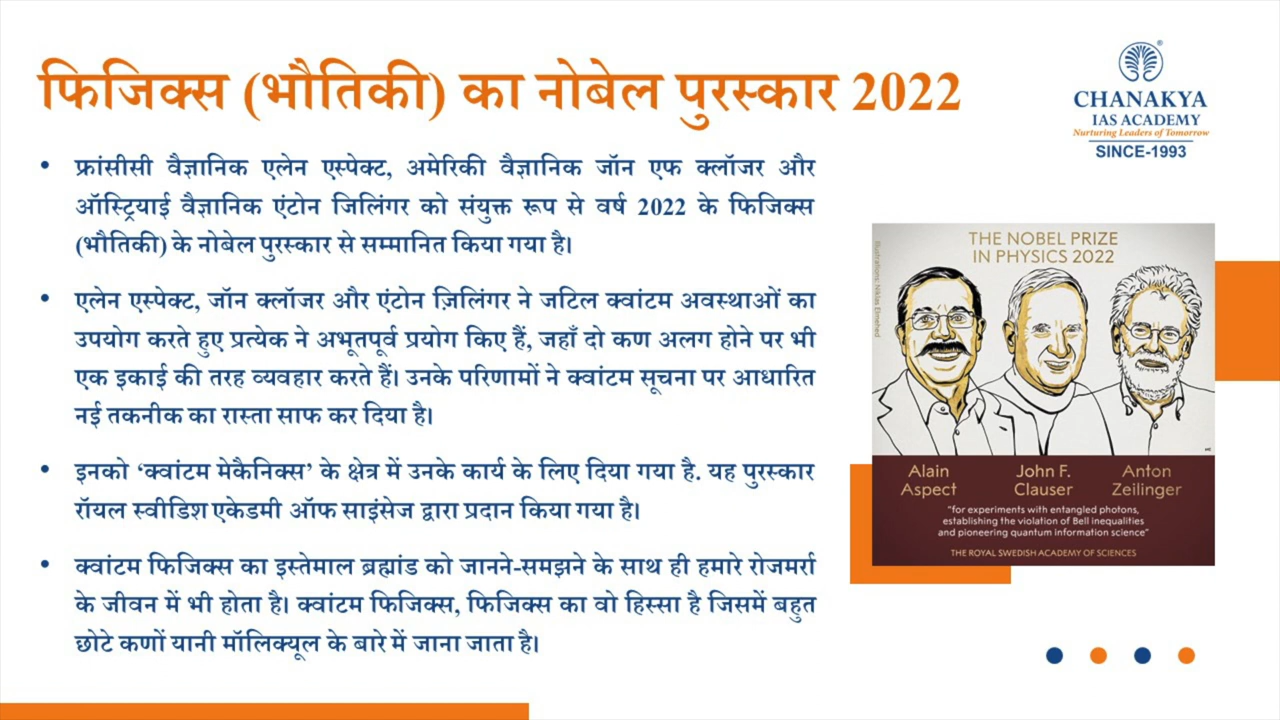 फिजिक्स (भौतिकी) का नोबेल पुरस्कार 2022
CHANAKYA
IAS ACADEMY
Nurturing Leaders of Tomorrow
SINCE-1993
• फ्रांसीसी वैज्ञानिक एलेन एस्पेक्ट, अमेरिकी वैज्ञानिक जॉन एफ क्लॉजर और
ऑस्ट्रियाई वैज्ञानिक एंटोन जिलिंगर को संयुक्त रूप से वर्ष 2022 के फिजिक्स
(भौतिकी) के नोबेल पुरस्कार से सम्मानित किया गया है।
• एलेन एस्पेक्ट, जॉन क्लॉजर और एंटोन ज़िलिंगर ने जटिल क्वांटम अवस्थाओं का
उपयोग करते हुए प्रत्येक ने अभूतपूर्व प्रयोग किए हैं, जहाँ दो कण अलग होने पर भी
एक इकाई की तरह व्यवहार करते हैं। उनके परिणामों ने क्वांटम सूचना पर आधारित
नई तकनीक का रास्ता साफ कर दिया है।
• इनको ‘क्वांटम मेकैनिक्स’ के क्षेत्र में उनके कार्य के लिए दिया गया है. यह पुरस्कार
रॉयल स्वीडिश एकेडमी ऑफ साइंसेज द्वारा प्रदान किया गया है।
• क्वांटम फिजिक्स का इस्तेमाल ब्रह्मांड को जानने-समझने के साथ ही हमारे रोजमर्रा
के जीवन में भी होता है। क्वांटम फिजिक्स, फिजिक्स का वो हिस्सा है जिसमें बहुत
छोटे कणों यानी मॉलिक्यूल के बारे में जाना जाता है।
THE NOBEL PRIZE
IN PHYSICS 2022
Illustrations: Niklas Elmehed
Alain
Aspect
John F.
Clauser
Anton
Zeilinger
“for experiments with entangled photons,
establishing the violation of Bell inequalities
and pioneering quantum information science”
THE ROYAL SWEDISH ACADEMY OF SCIENCES